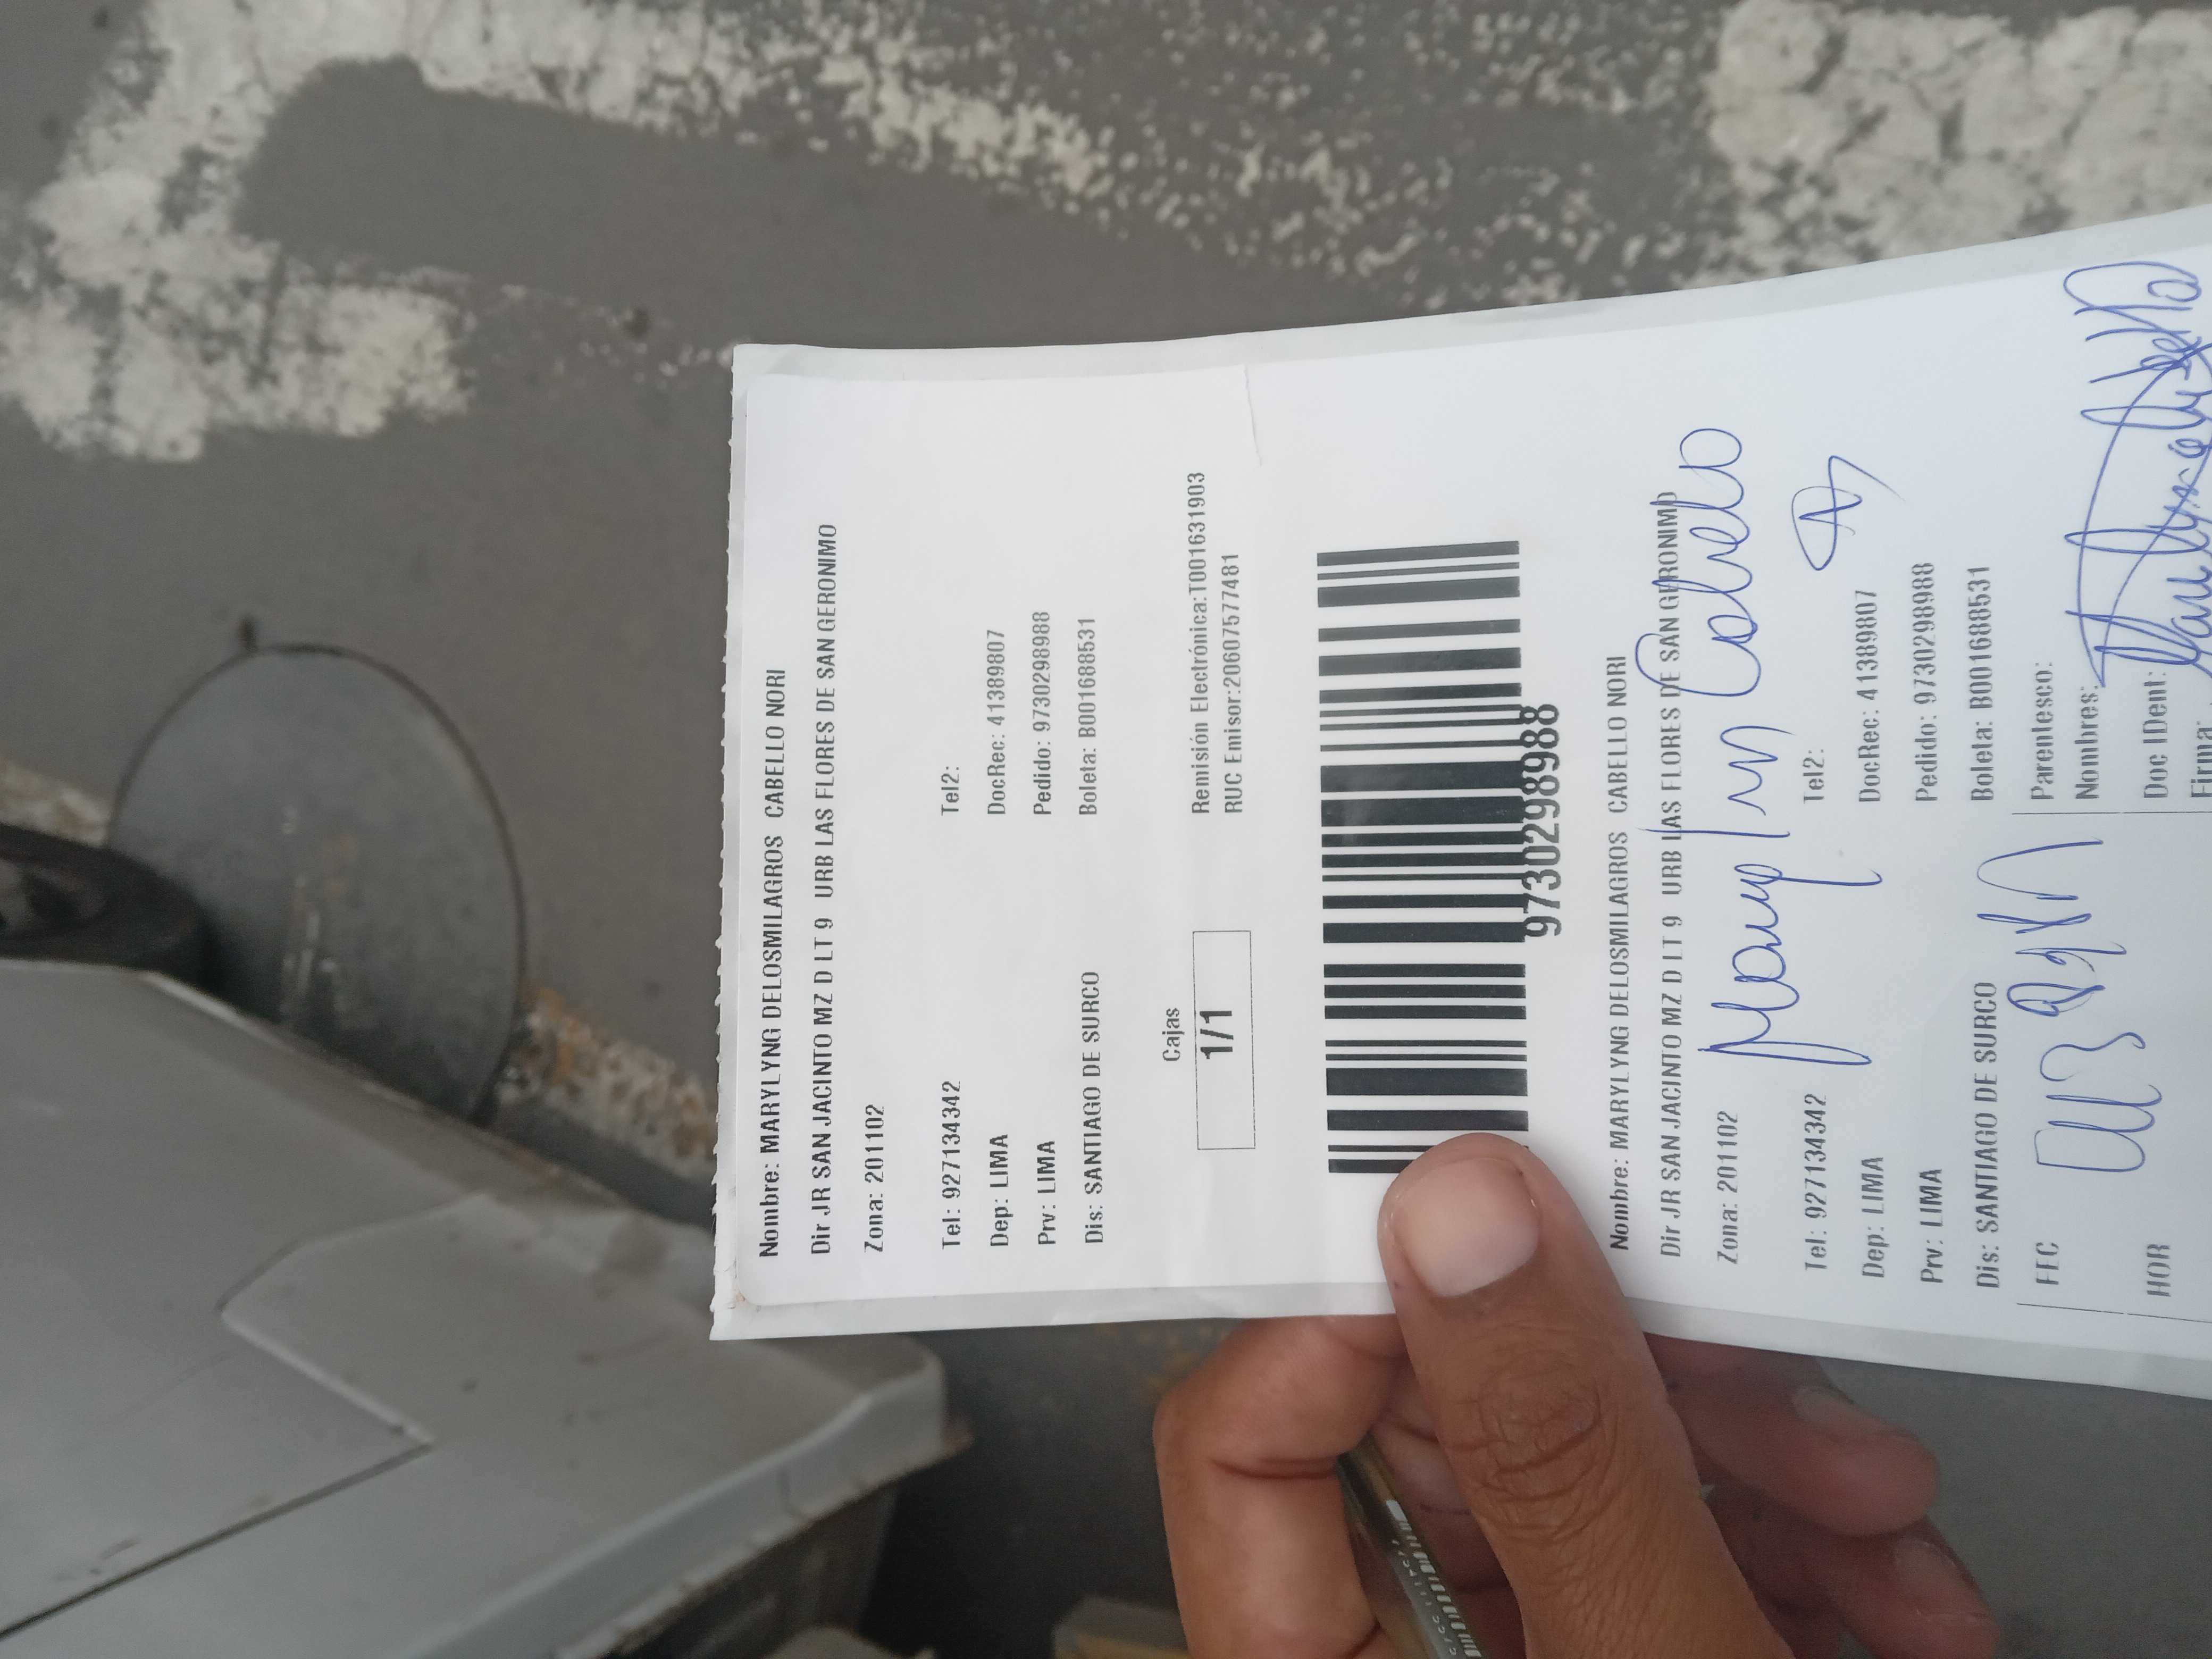 Nombre: MARYLYNG DELOSMILAGROS CABELLO NORI
Dir JR SAN JACINTO MZ D LT 9 URB LAS FLORES DE SAN GERONIMO
Zona: 201102
Tel: 927134342 Tel2:
Dep: LIMA DocRec: 41389807
Prv: LIMA Pedido: 97302989​88
Dis: SANTIAGO DE SURCO Boleta: B001688531
Cajas
1/1
Remisión Electrónica:T001631903
RUC Emisor:20607577481
9730298988
Nombre: MARYLYNG DELOSMILAGROS CABELLO NORI
Dir JR SAN JACINTO MZ D LT 9 URB LAS FLORES DE SAN GERONIMO
Zona: 201102
Tel: 927134342 Tel2:
Dep: LIMA DocRec: 41389807
Prv: LIMA Pedido: 9730298988
Dis: SANTIAGO DE SURCO Boleta: B001688531
FEC
Parentesco:
Nombres:
HOR
Doc IDent:
Firma: